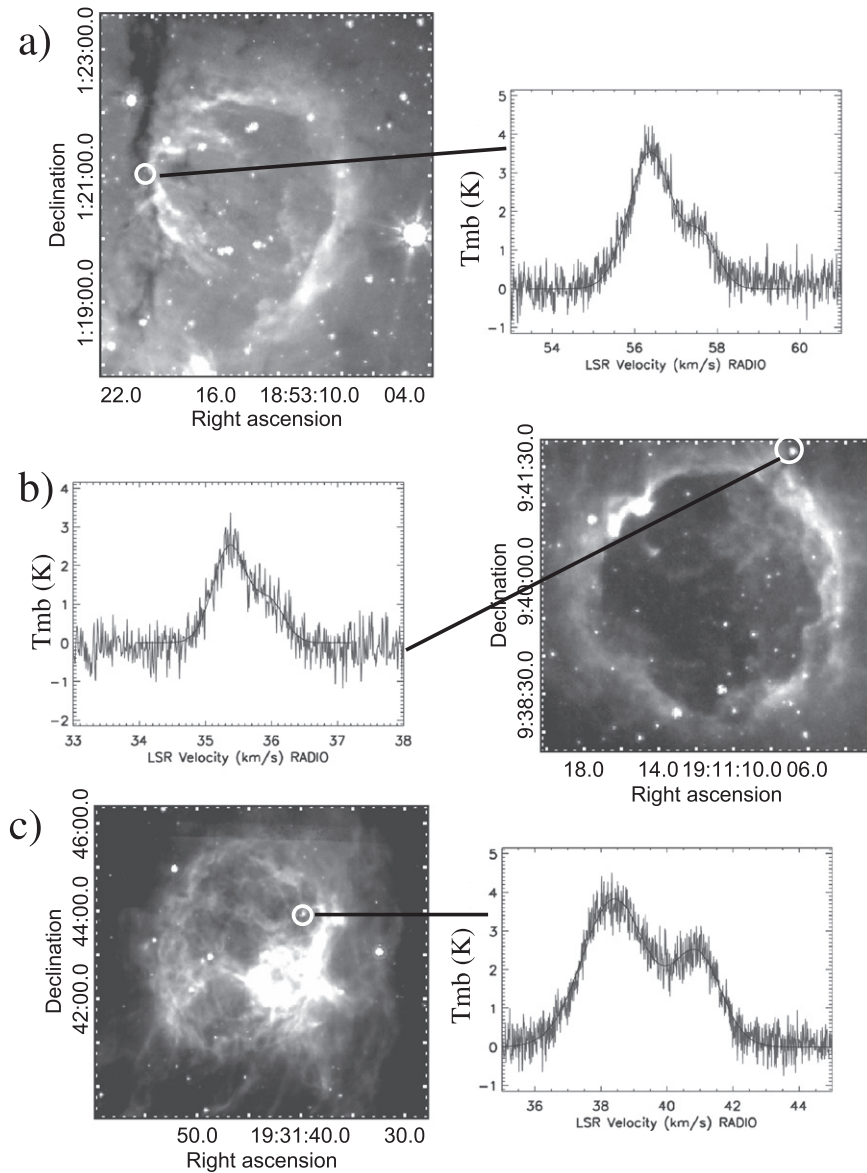 a)
1:23:00.0
1:21:00.0
1:19:00.0
Declination
22.0 16.0 18:53:10.0 04.0
Right ascension
Tmb (K)
5
4
3
2
1
0
-1
54 56 58 60
LSR Velocity (km/s) RADIO
b)
Tmb (K)
4
3
2
1
0
-1
-2
33 34 35 36 37 38
LSR Velocity (km/s) RADIO
9:41:30.0
9:40:00.0
9:38:30.0
Declination
18.0 14.0 19:11:10.0 06.0
Right ascension
c)
46:00.0
44:00.0
42:00.0
Declination
50.0 19:31:40.0 30.0
Right ascension
Tmb (K)
5
4
3
2
1
0
-1
36 38 40 42 44
LSR Velocity (km/s) RADIO